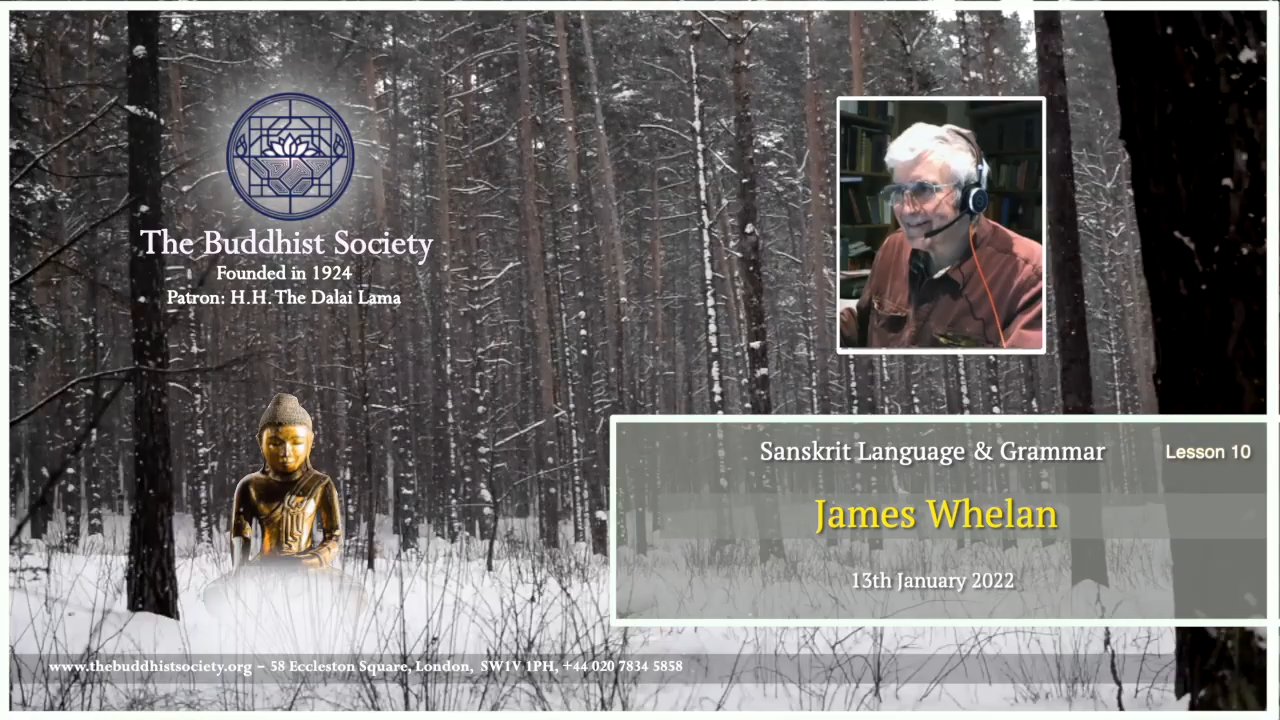 The Buddhist Society
Founded in 1924
Patron: H.H. The Dalai Lama
Sanskrit Language & Grammar
Lesson 10
James Whelan
13th January 2022
www.thebuddhistsociety.org – 58 Eccleston Square, London, SW1V 1PH, +44 020 7834 5858